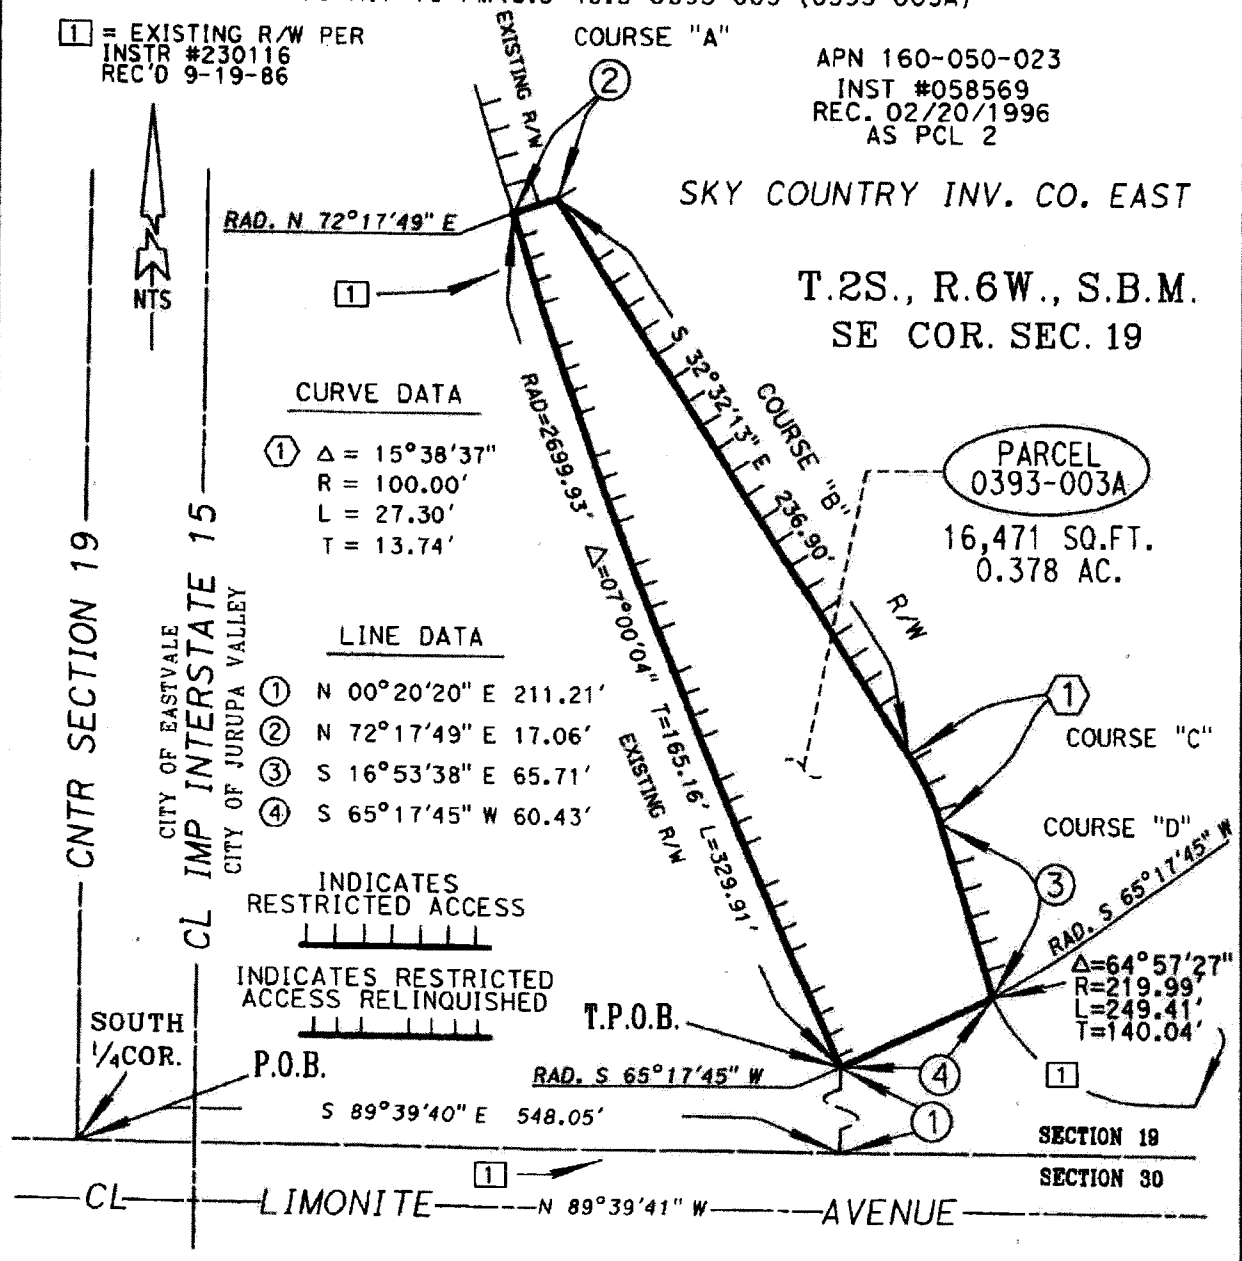 (0393-003A)
1 = EXISTING R/W PER
INSTR #230116
REC'D 9-19-86
EXISTING R/W
COURSE "A"
2
APN 160-050-023
INST #058569
REC. 02/20/1996
AS PCL 2
SKY COUNTRY INV. CO. EAST
RAD. N 72°17'49" E
NTS
1
T.2S., R.6W., S.B.M.
SE COR. SEC. 19
CURVE DATA
1 Δ = 15°38'37"
R = 100.00'
L = 27.30'
T = 13.74'
RAD=2699.93' Δ=07°00'04" T=165.16' L=329.91'
EXISTING R/W
S 32°32'13" E 236.90'
COURSE "B"
R/W
PARCEL
0393-003A
16,471 SQ.FT.
0.378 AC.
CNTR SECTION 19
CITY OF EASTVALE
CL IMP INTERSTATE 15
CITY OF JURUPA VALLEY
LINE DATA
1 N 00°20'20" E 211.21'
2 N 72°17'49" E 17.06'
3 S 16°53'38" E 65.71'
4 S 65°17'45" W 60.43'
1
COURSE "C"
COURSE "D"
3
RAD. S 65°17'45" W
INDICATES
RESTRICTED ACCESS
INDICATES RESTRICTED
ACCESS RELINQUISHED
Δ=64°57'27"
R=219.99'
L=249.41'
T=140.04'
SOUTH
1/4 COR.
P.O.B.
T.P.O.B.
RAD. S 65°17'45" W
4
1
S 89°39'40" E 548.05'
1
SECTION 19
1
SECTION 30
CL LIMONITE N 89°39'41" W AVENUE